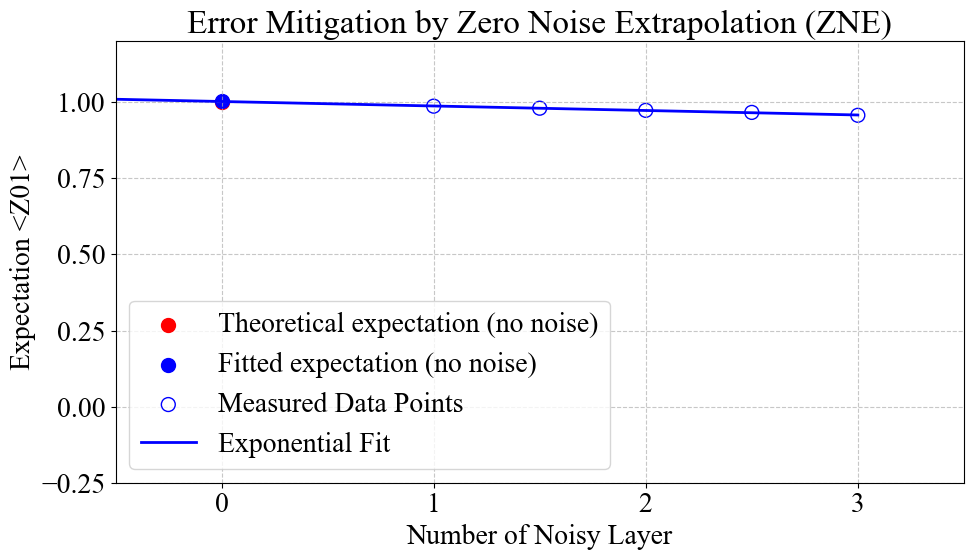 Error Mitigation by Zero Noise Extrapolation (ZNE)
Expectation <Z01>
1.00
0.75
0.50
0.25
0.00
−0.25
Theoretical expectation (no noise)
Fitted expectation (no noise)
Measured Data Points
Exponential Fit
0 1 2 3
Number of Noisy Layer